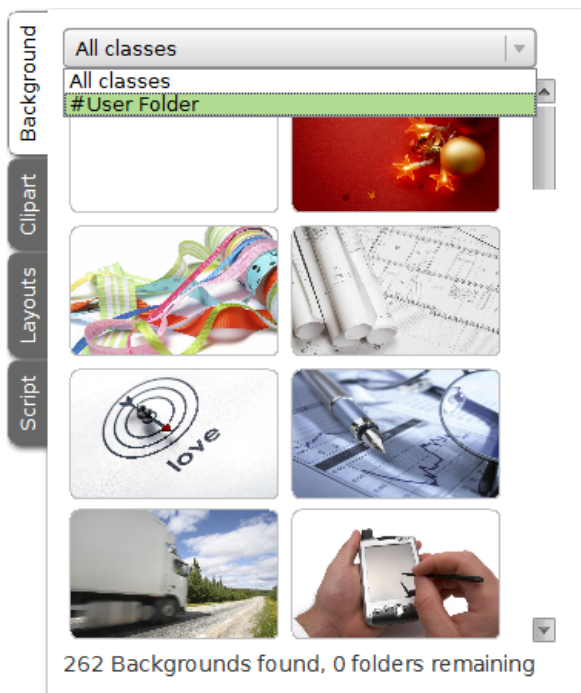 Background
Clipart
Layouts
Script
All classes
All classes
#User Folder
love
262 Backgrounds found, 0 folders remaining